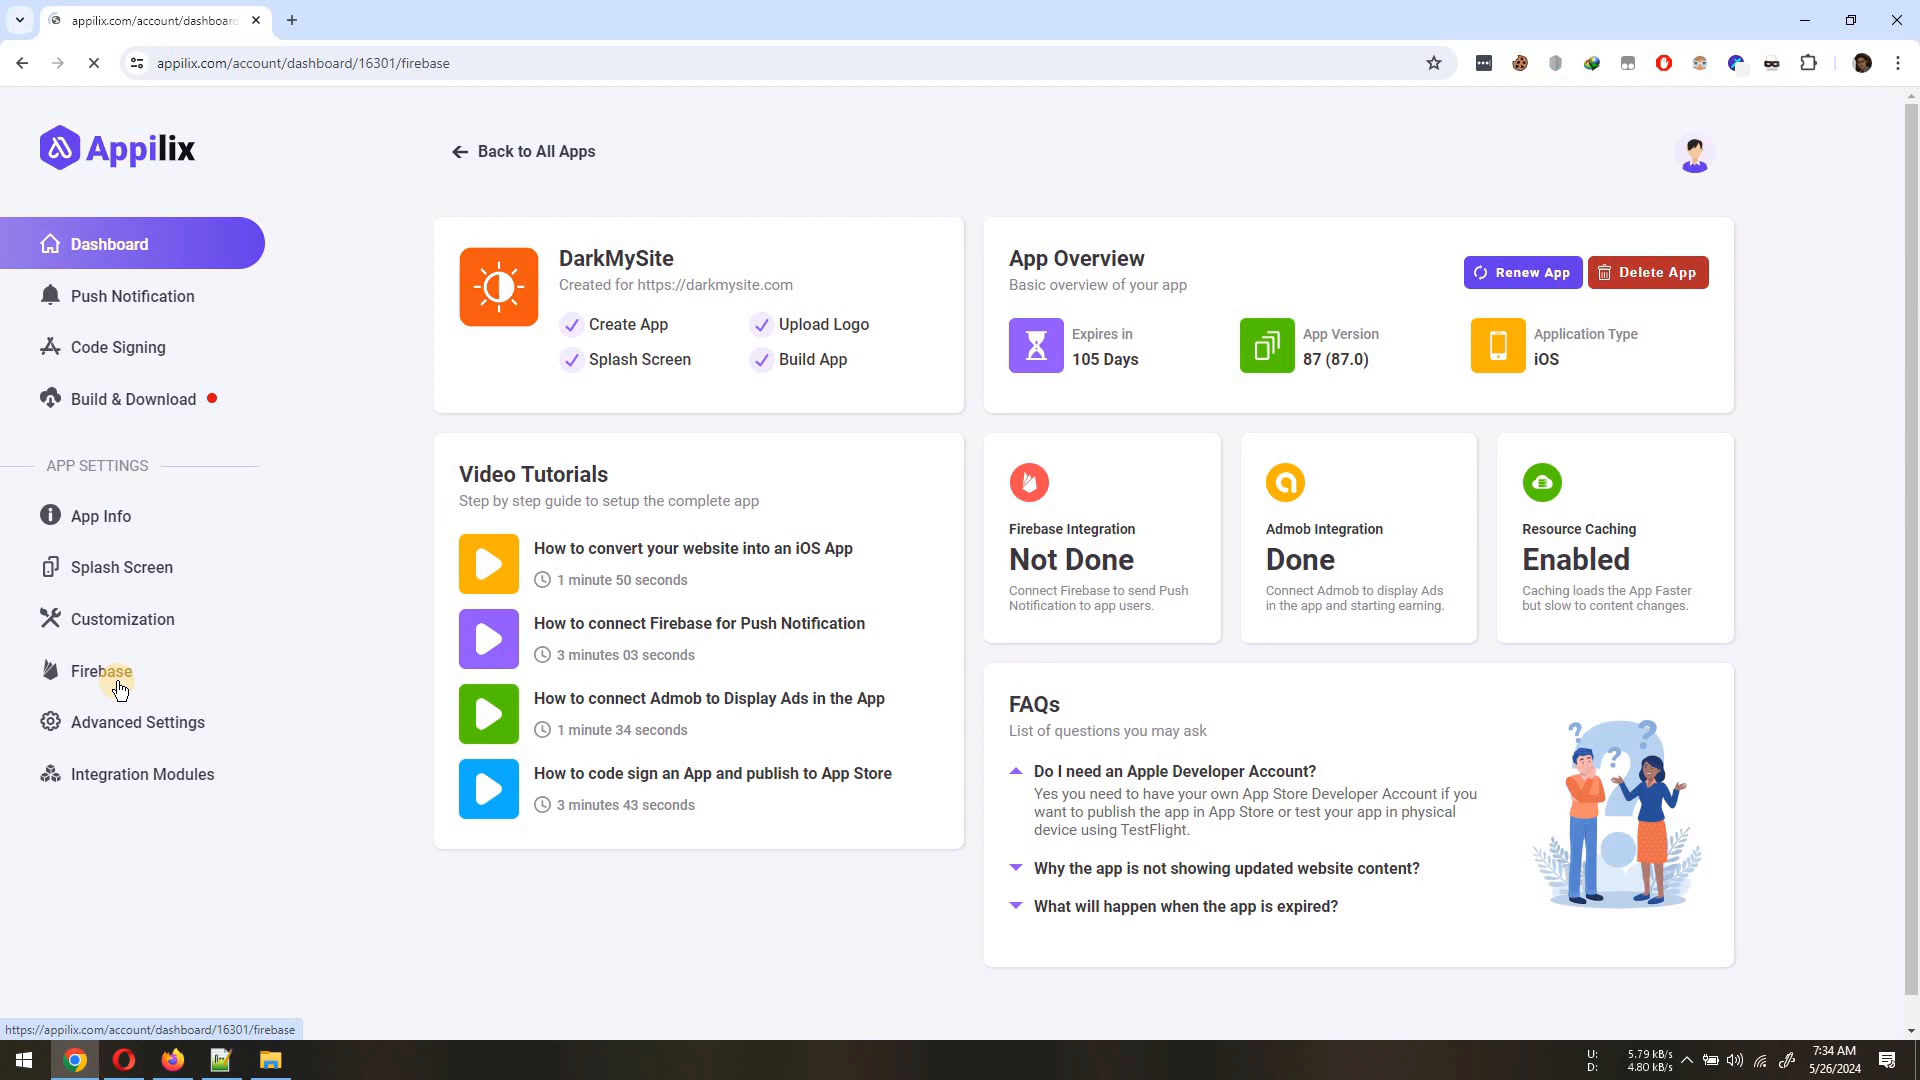 appilix.com/account/dashboard
appilix.com/account/dashboard/16301/firebase
Appilix
Back to All Apps
Dashboard
Push Notification
Code Signing
Build & Download
APP SETTINGS
App Info
Splash Screen
Customization
Firebase
Advanced Settings
Integration Modules
DarkMySite
Created for https://darkmysite.com
Create App
Upload Logo
Splash Screen
Build App
App Overview
Basic overview of your app
Renew App
Delete App
Expires in
105 Days
App Version
87 (87.0)
Application Type
iOS
Video Tutorials
Step by step guide to setup the complete app
How to convert your website into an iOS App
1 minute 50 seconds
How to connect Firebase for Push Notification
3 minutes 03 seconds
How to connect Admob to Display Ads in the App
1 minute 34 seconds
How to code sign an App and publish to App Store
3 minutes 43 seconds
Firebase Integration
Not Done
Connect Firebase to send Push
Notification to app users.
Admob Integration
Done
Connect Admob to display Ads
in the app and starting earning.
Resource Caching
Enabled
Caching loads the App Faster
but slow to content changes.
FAQs
List of questions you may ask
Do I need an Apple Developer Account?
Yes you need to have your own App Store Developer Account if you
want to publish the app in App Store or test your app in physical
device using TestFlight.
Why the app is not showing updated website content?
What will happen when the app is expired?
https://appilix.com/account/dashboard/16301/firebase
U: 5.79 kB/s
D: 4.80 kB/s
7:34 AM
5/26/2024